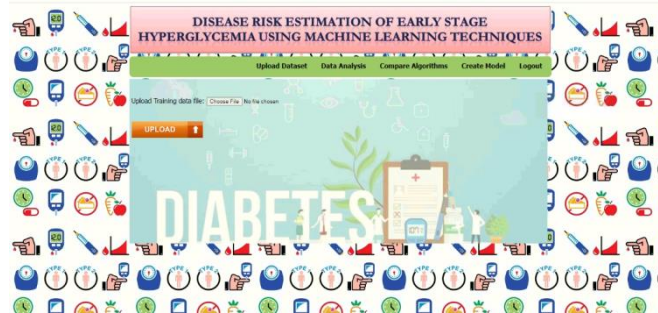 DISEASE RISK ESTIMATION OF EARLY STAGE
HYPERGLYCEMIA USING MACHINE LEARNING TECHNIQUES
Upload Dataset Data Analysis Compare Algorithms Create Model Logout
Upload Training data file: Choose File No file chosen
UPLOAD
DIABETES